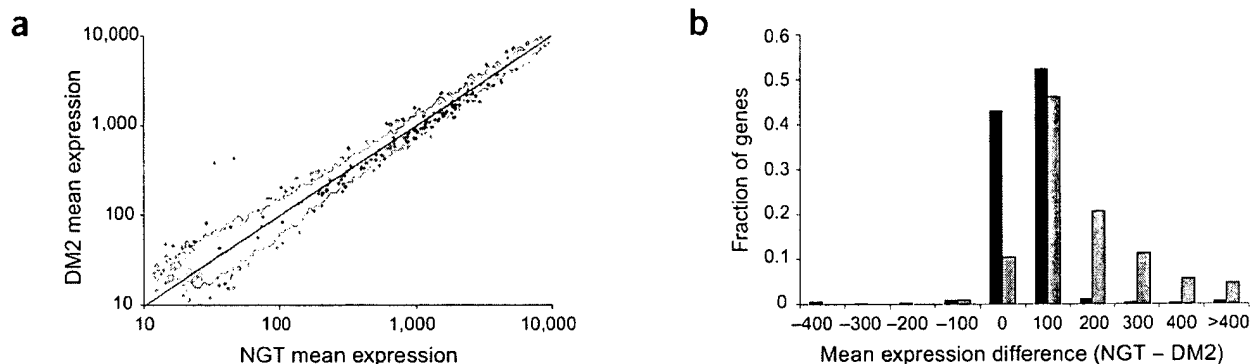 a
10,000
1,000
100
10
DM2 mean expression
10 100 1,000 10,000
NGT mean expression
b
0.6
0.5
0.4
0.3
0.2
0.1
0
Fraction of genes
–400 –300 –200 –100 0 100 200 300 400 >400
Mean expression difference (NGT – DM2)